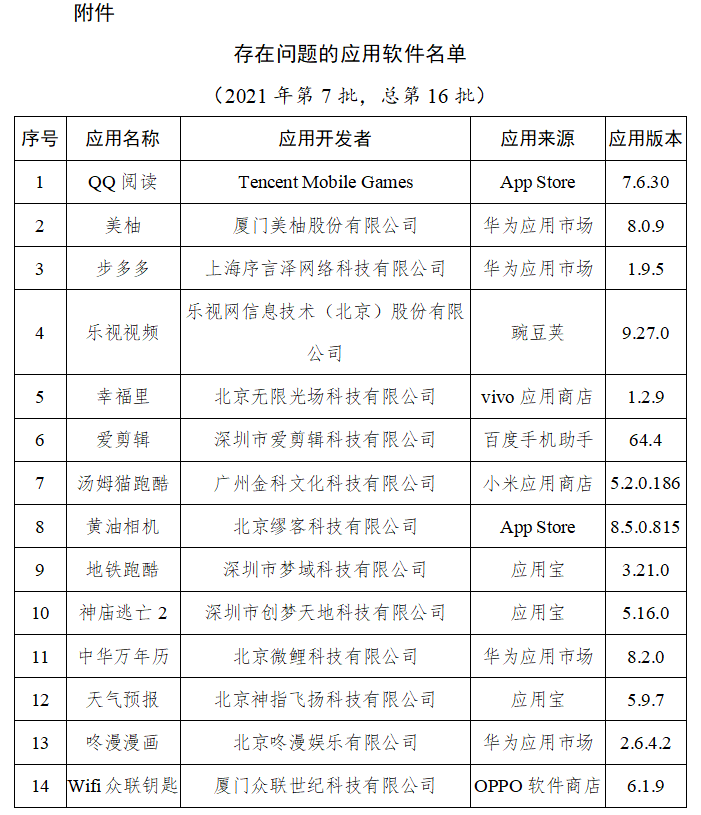 附件
存在问题的应用软件名单
（2021 年第 7 批，总第 16 批）
序号 应用名称 应用开发者 应用来源 应用版本
1 QQ 阅读 Tencent Mobile Games App Store 7.6.30
2 美柚 厦门美柚股份有限公司 华为应用市场 8.0.9
3 步多多 上海序言泽网络科技有限公司 华为应用市场 1.9.5
4 乐视视频 乐视网信息技术（北京）股份有限 豌豆荚 9.27.0
公司
5 幸福里 北京无限光场科技有限公司 vivo 应用商店 1.2.9
6 爱剪辑 深圳市爱剪辑科技有限公司 百度手机助手 64.4
7 汤姆猫跑酷 广州金科文化科技有限公司 小米应用商店 5.2.0.186
8 黄油相机 北京缪客科技有限公司 App Store 8.5.0.815
9 地铁跑酷 深圳市梦域科技有限公司 应用宝 3.21.0
10 神庙逃亡 2 深圳市创梦天地科技有限公司 应用宝 5.16.0
11 中华万年历 北京微鲤科技有限公司 华为应用市场 8.2.0
12 天气预报 北京神指飞扬科技有限公司 应用宝 5.9.7
13 咚漫漫画 北京咚漫娱乐有限公司 华为应用市场 2.6.4.2
14 Wifi 众联钥匙 厦门众联世纪科技有限公司 OPPO 软件商店 6.1.9